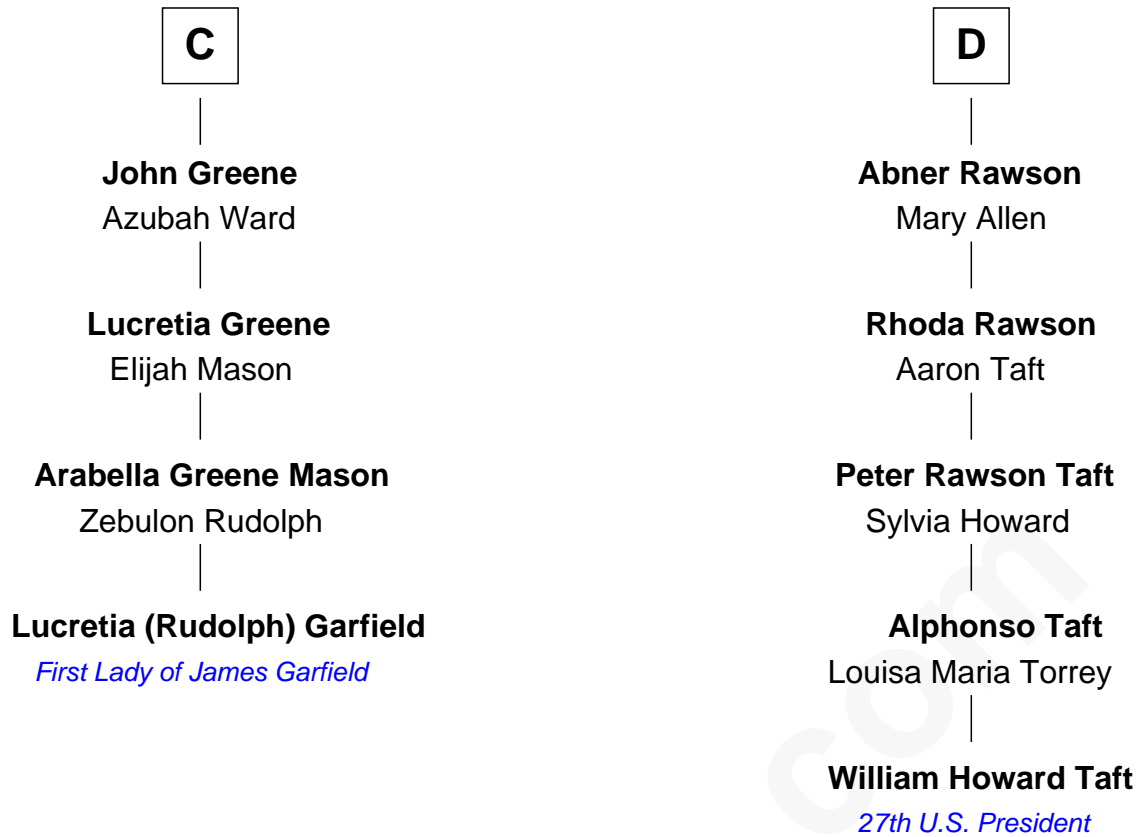 C
John Greene
Azubah Ward
Lucretia Greene
Elijah Mason
Arabella Greene Mason
Zebulon Rudolph
Lucretia (Rudolph) Garfield
First Lady of James Garfield
D
Abner Rawson
Mary Allen
Rhoda Rawson
Aaron Taft
Peter Rawson Taft
Sylvia Howard
Alphonso Taft
Louisa Maria Torrey
William Howard Taft
27th U.S. President
com